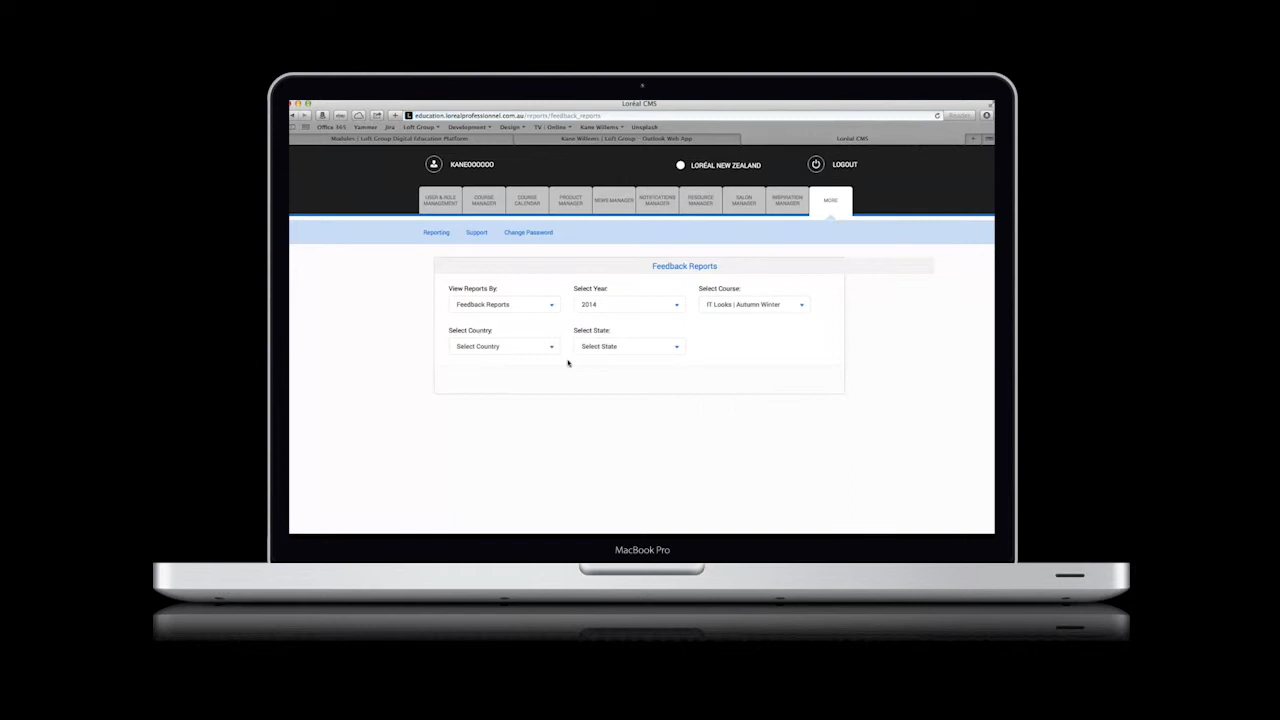 Loréal CMS
education.lorealprofessionnel.com.au/reports/feedback_reports
Reader
Office 365 Yammer Jira Loft Group Development Design TV | Online Kane Willems Unsplash
Modules | Loft Group Digital Education Platform Kane Willems | Loft Group – Outlook Web App Loréal CMS
KANEOOOOOO LORÉAL NEW ZEALAND LOGOUT
USER & ROLE MANAGEMENT COURSE MANAGER COURSE CALENDAR PRODUCT MANAGER NEWS MANAGER NOTIFICATIONS MANAGER RESOURCE MANAGER SALON MANAGER INSPIRATION MANAGER MORE
Reporting Support Change Password
Feedback Reports
View Reports By: Select Year: Select Course:
Feedback Reports 2014 IT Looks | Autumn Winter
Select Country: Select State:
Select Country Select State
MacBook Pro